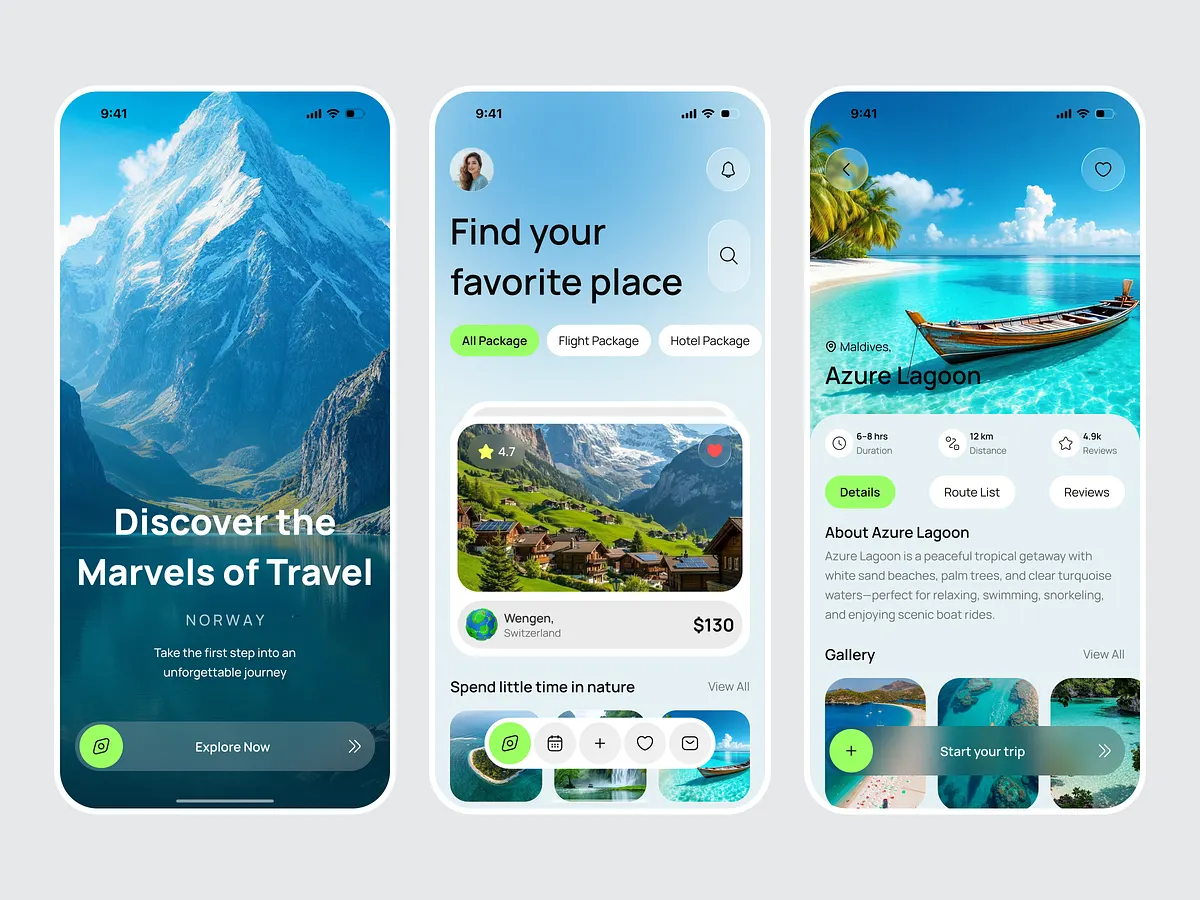 9:41
Discover the
Marvels of Travel
NORWAY
Take the first step into an
unforgettable journey
Explore Now
9:41
Find your
favorite place
All Package
Flight Package
Hotel Package
4.7
Wengen,
Switzerland
$130
Spend little time in nature
View All
9:41
Maldives,
Azure Lagoon
6–8 hrs
Duration
12 km
Distance
4.9k
Reviews
Details
Route List
Reviews
About Azure Lagoon
Azure Lagoon is a peaceful tropical getaway with
white sand beaches, palm trees, and clear turquoise
waters—perfect for relaxing, swimming, snorkeling,
and enjoying scenic boat rides.
Gallery
View All
Start your trip